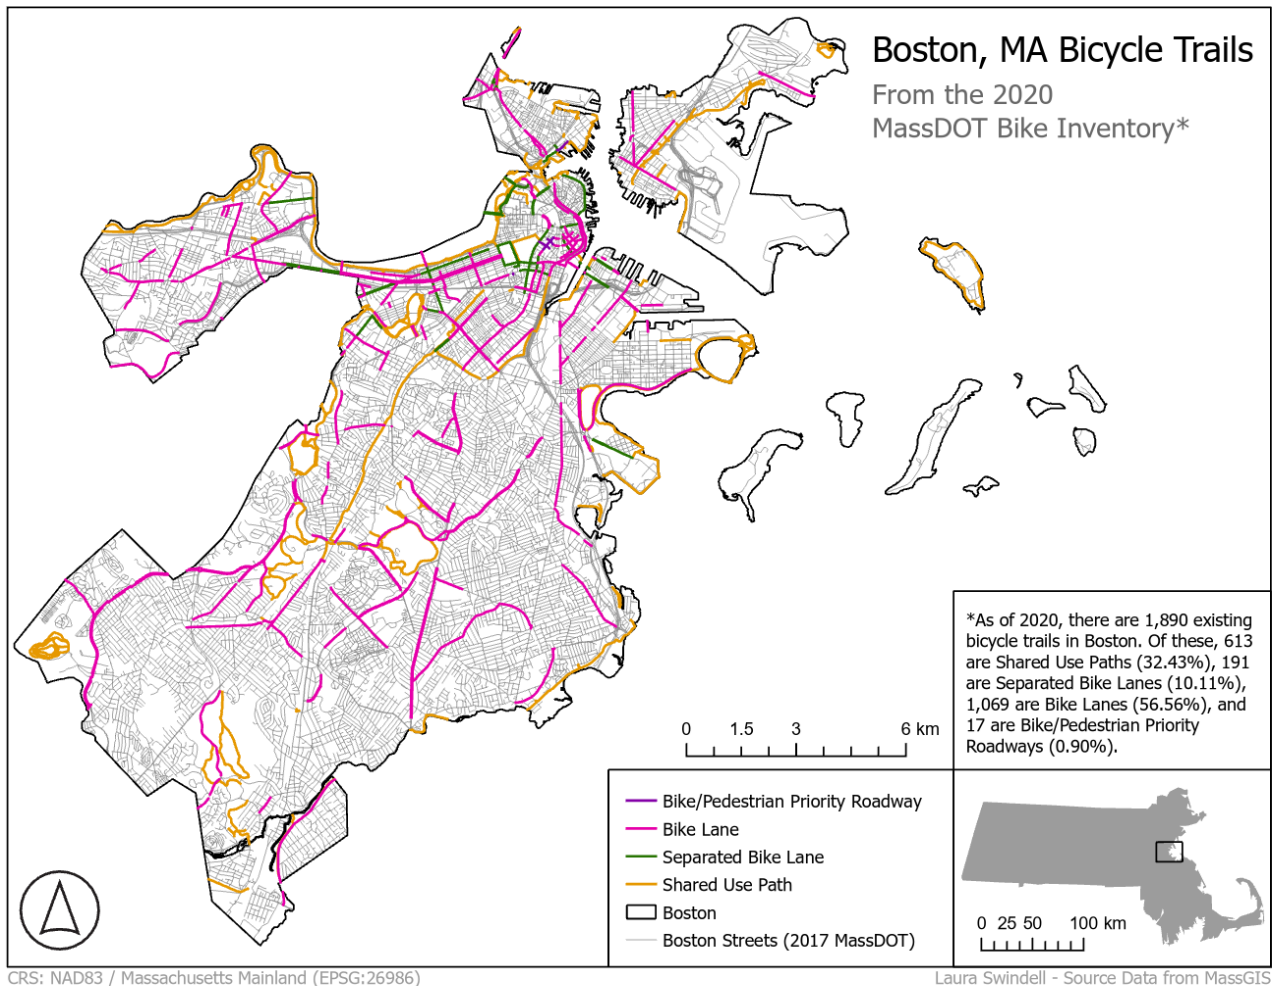 Boston, MA Bicycle Trails
From the 2020
MassDOT Bike Inventory*
*As of 2020, there are 1,890 existing
bicycle trails in Boston. Of these, 613
are Shared Use Paths (32.43%), 191
are Separated Bike Lanes (10.11%),
1,069 are Bike Lanes (56.56%), and
17 are Bike/Pedestrian Priority
Roadways (0.90%).
0 1.5 3 6 km
Bike/Pedestrian Priority Roadway
Bike Lane
Separated Bike Lane
Shared Use Path
Boston
Boston Streets (2017 MassDOT)
0 25 50 100 km
CRS: NAD83 / Massachusetts Mainland (EPSG:26986)
Laura Swindell - Source Data from MassGIS